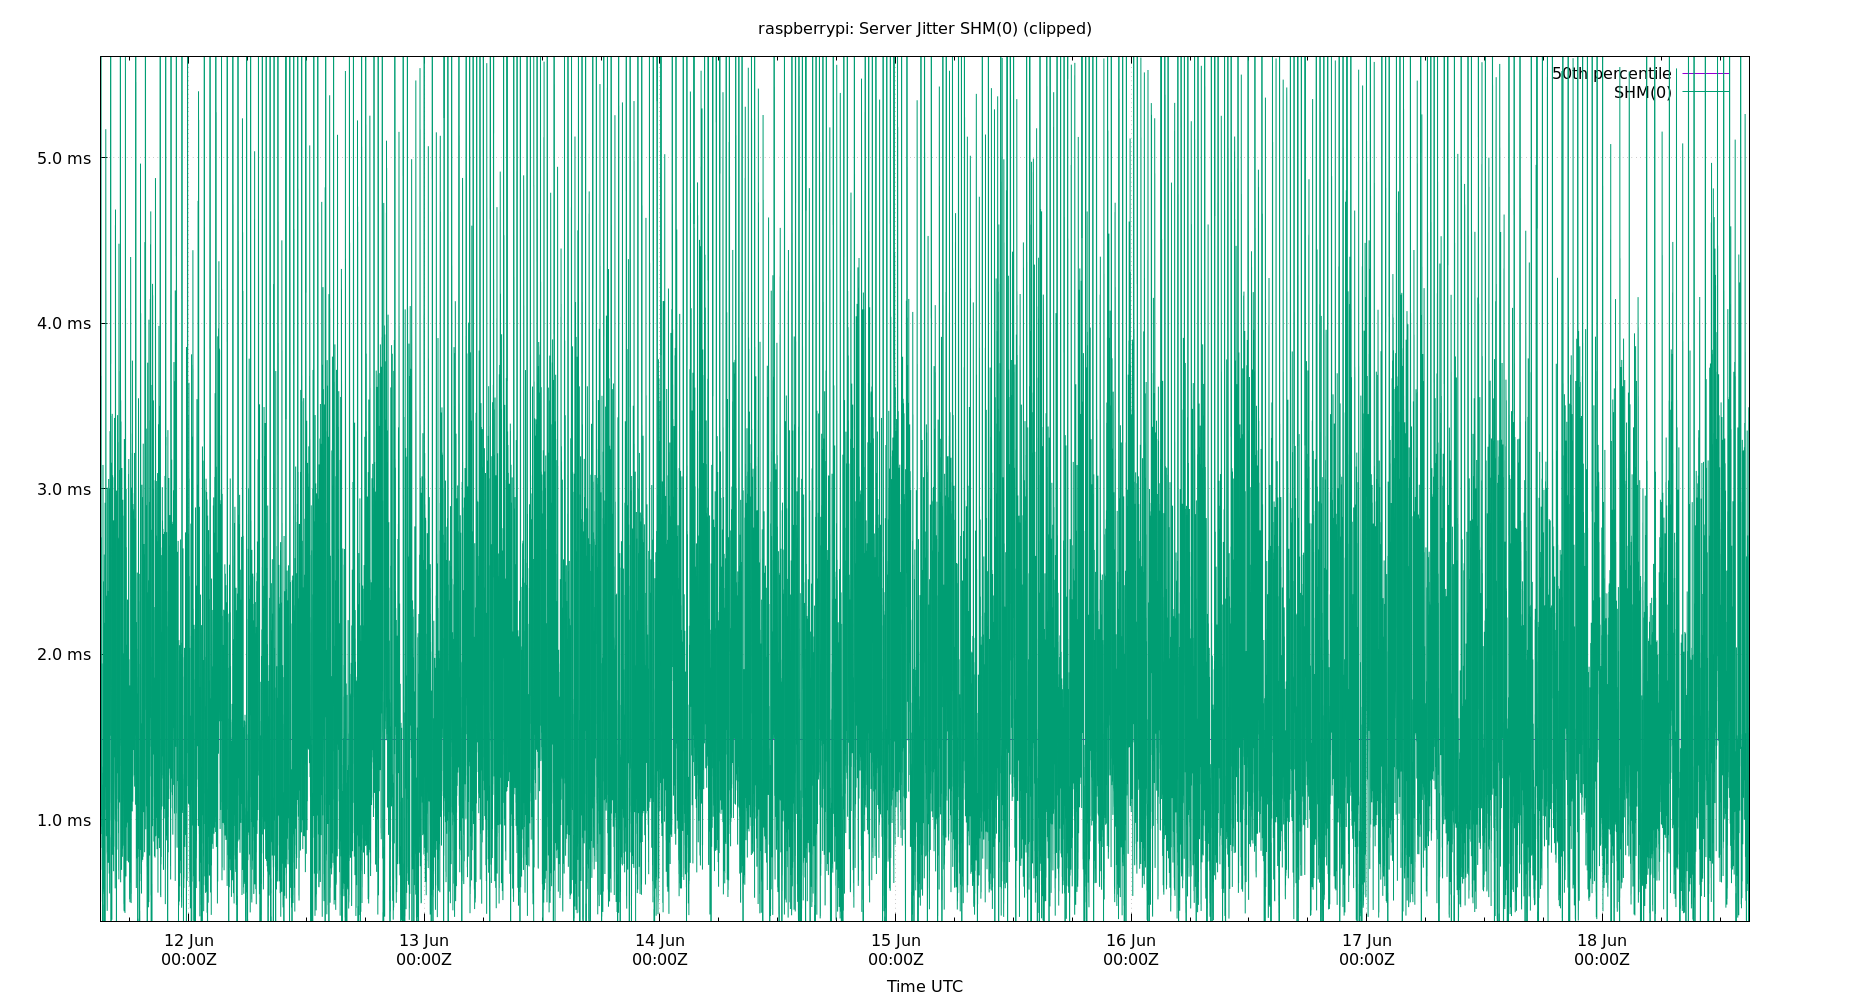 raspberrypi: Server Jitter SHM(0) (clipped)
50th percentile
SHM(0)
5.0 ms
4.0 ms
3.0 ms
2.0 ms
1.0 ms
12 Jun 13 Jun 14 Jun 15 Jun 16 Jun 17 Jun 18 Jun
00:00Z 00:00Z 00:00Z 00:00Z 00:00Z 00:00Z 00:00Z
Time UTC